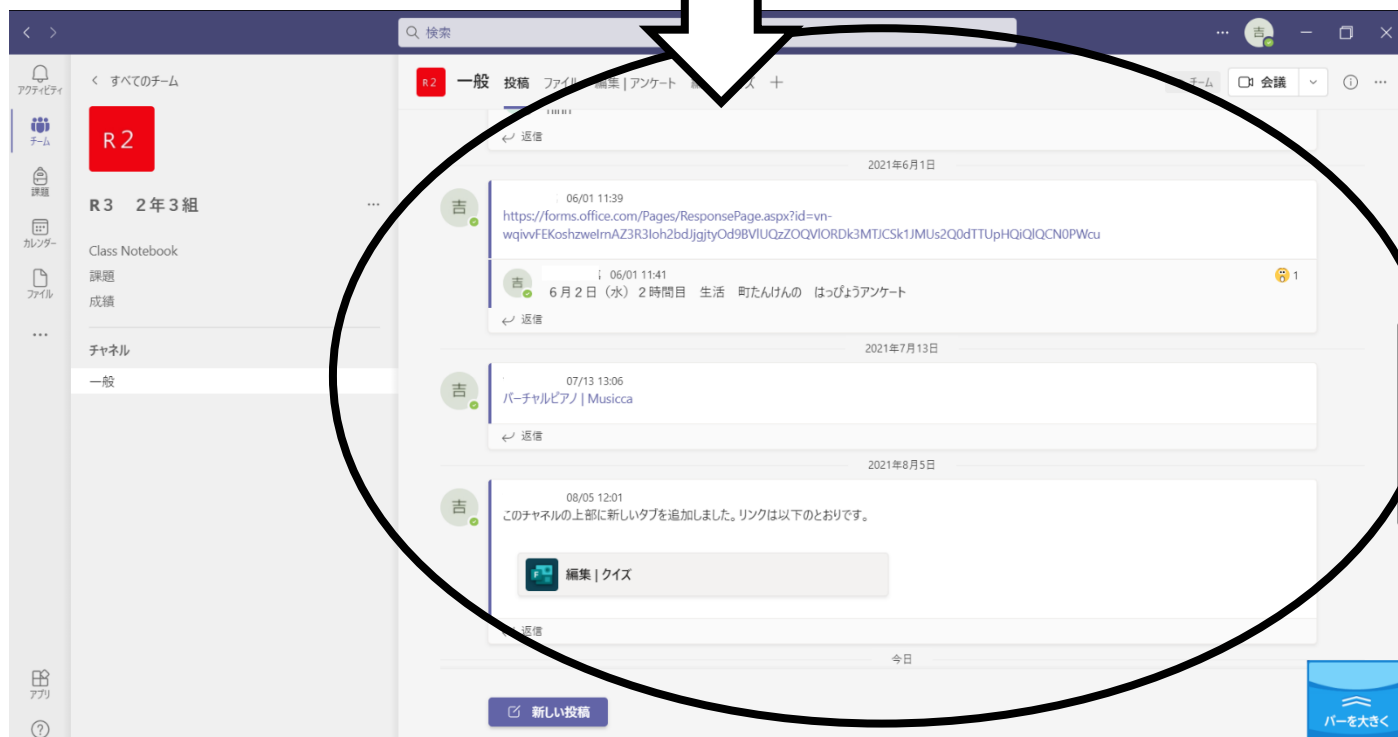 検索
吉
アクティビティ
チーム
課題
カレンダー
ファイル
アプリ
すべてのチーム
R 2
R3 2年3組
Class Notebook
課題
成績
チャネル
一般
R 2 一般 投稿 ファイル 編集 | アンケート
チーム 会議
返信
2021年6月1日
吉
06/01 11:39
https://forms.office.com/Pages/ResponsePage.aspx?id=vn-
吉
06/01 11:41
1
6月2日（水）2時間目 生活 町たんけんの はっぴょうアンケート
返信
2021年7月13日
吉
07/13 13:06
バーチャルピアノ | Musicca
返信
2021年8月5日
吉
08/05 12:01
このチャネルの上部に新しいタブを追加しました。リンクは以下のとおりです。
F
編集 | クイズ
返信
今日
新しい投稿
バーを大きく